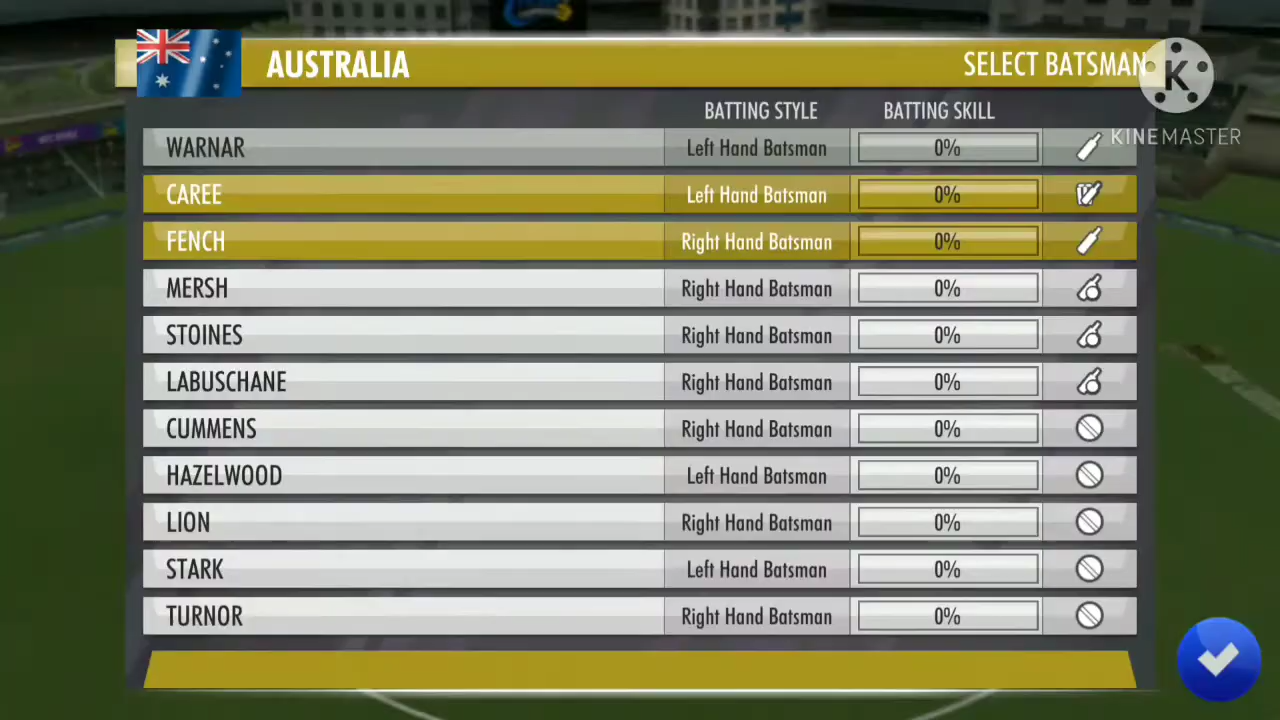 AUSTRALIA SELECT BATSMAN
K
KINEMASTER
BATTING STYLE BATTING SKILL
WARNAR Left Hand Batsman 0%
CAREE Left Hand Batsman 0%
FENCH Right Hand Batsman 0%
MERSH Right Hand Batsman 0%
STOINES Right Hand Batsman 0%
LABUSCHANE Right Hand Batsman 0%
CUMMENS Right Hand Batsman 0%
HAZELWOOD Left Hand Batsman 0%
LION Right Hand Batsman 0%
STARK Left Hand Batsman 0%
TURNOR Right Hand Batsman 0%